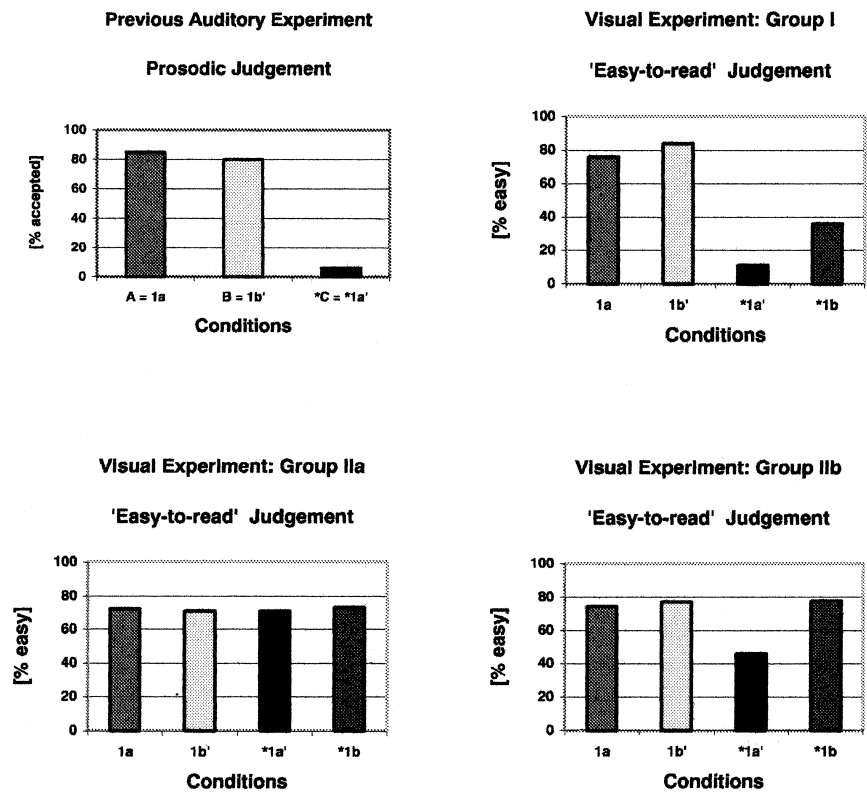 Previous Auditory Experiment
Prosodic Judgement
100
80
60
40
20
0
[% accepted]
A = 1a B = 1b' *C = *1a'
Conditions
Visual Experiment: Group I
'Easy-to-read' Judgement
100
80
60
40
20
0
[% easy]
1a 1b' *1a' *1b
Conditions
Visual Experiment: Group IIa
'Easy-to-read' Judgement
100
80
60
40
20
0
[% easy]
1a 1b' *1a' *1b
Conditions
Visual Experiment: Group IIb
'Easy-to-read' Judgement
100
80
60
40
20
0
[% easy]
1a 1b' *1a' *1b
Conditions